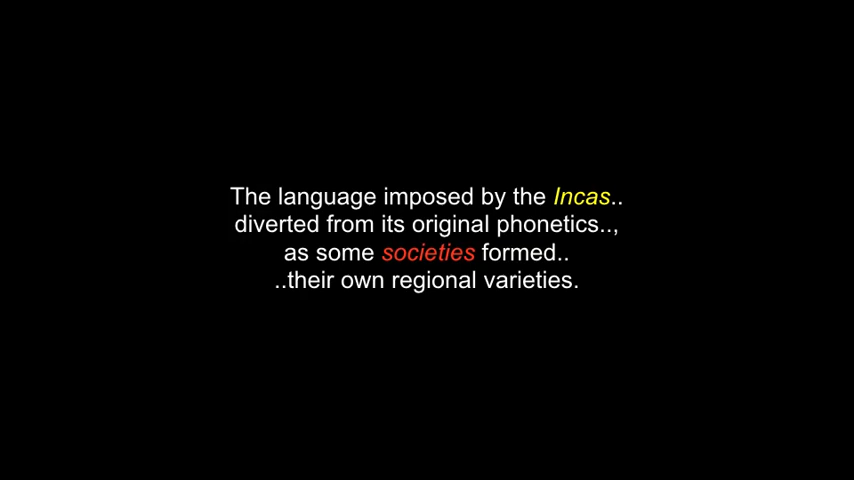 The language imposed by the Incas..
diverted from its original phonetics..,
as some societies formed..
..their own regional varieties.